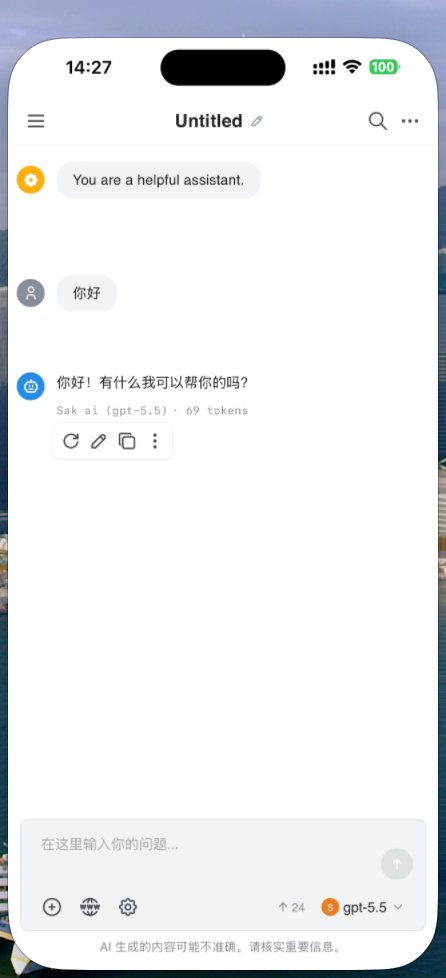 14:27
100
Untitled
You are a helpful assistant.
你好
你好！有什么我可以帮你的吗?
Sak ai (gpt-5.5) · 69 tokens
在这里输入你的问题...
WWW
↑ 24
S gpt-5.5
AI 生成的内容可能不准确。请核实重要信息。